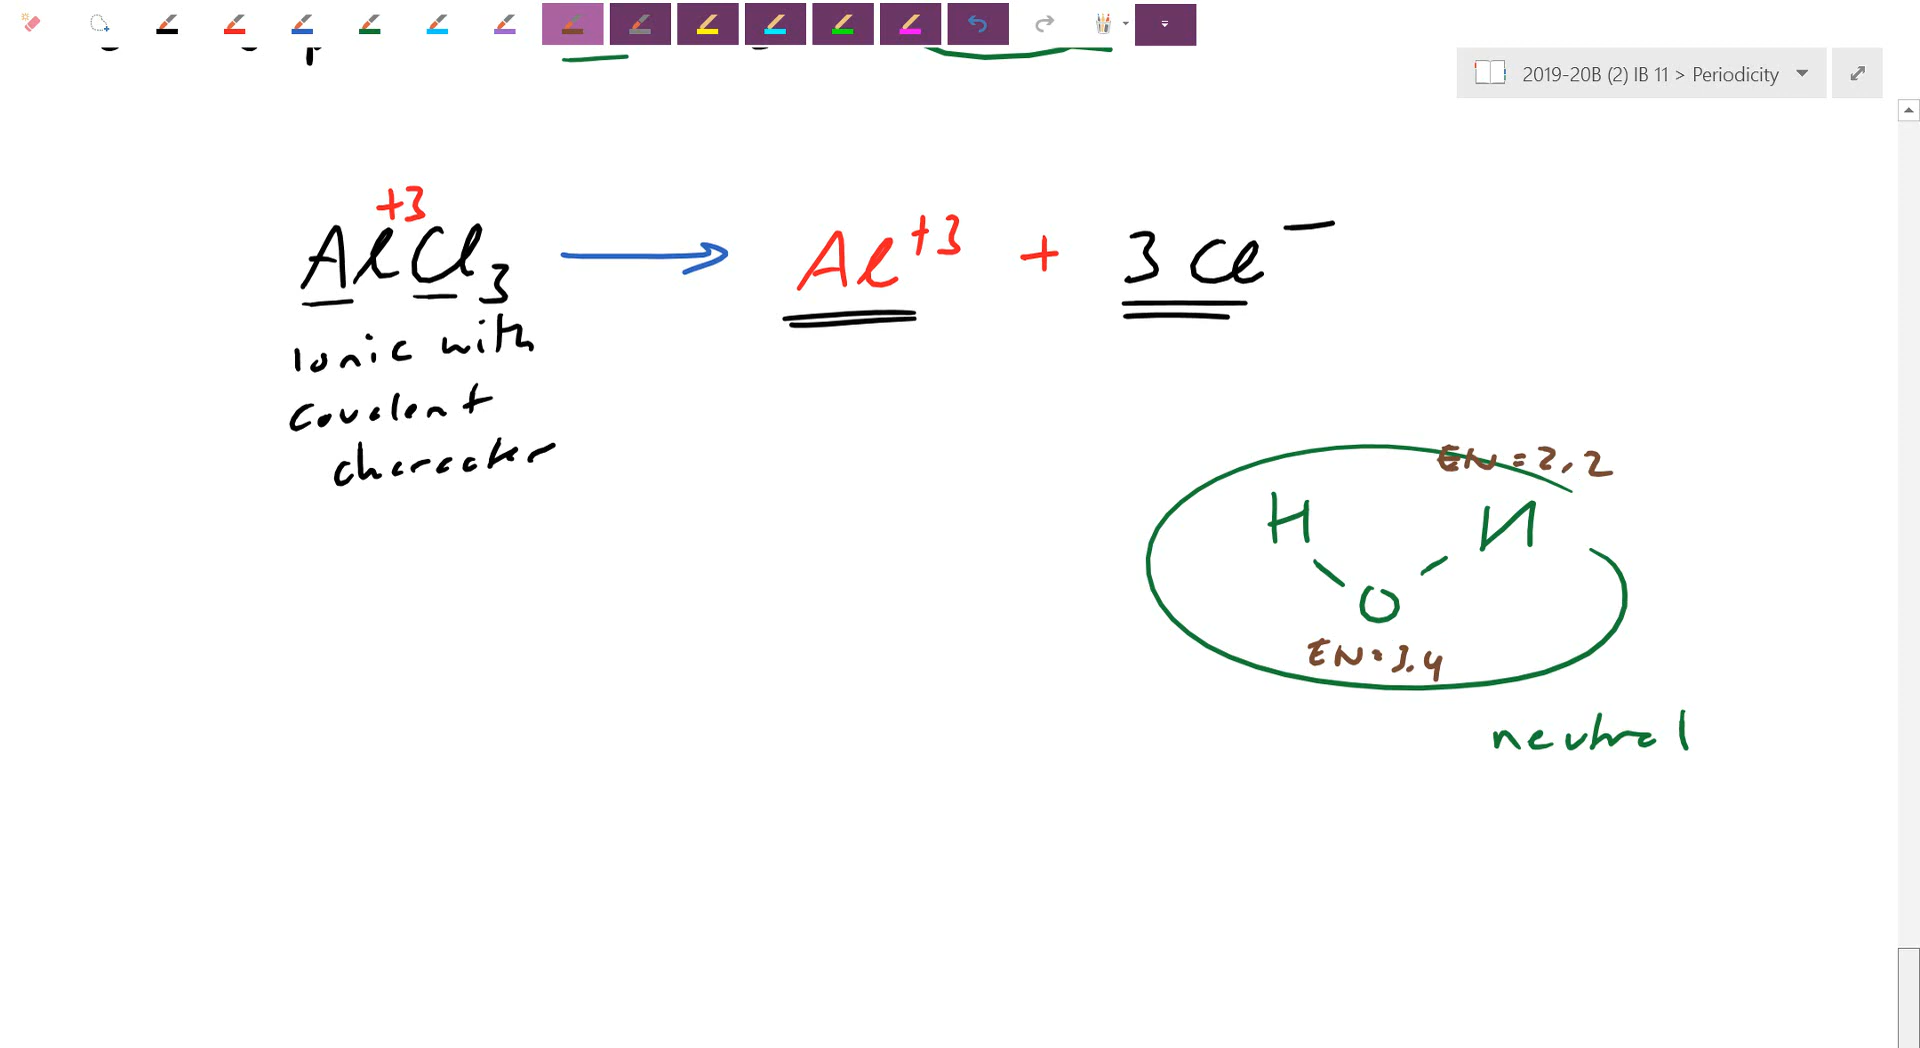 2019-20B (2) IB 11 > Periodicity
+3
AlCl3 → Al+3 + 3 Cl −
Ionic with
covalent
character
EN = 2.2
H H
O
EN = 3.4
neutral